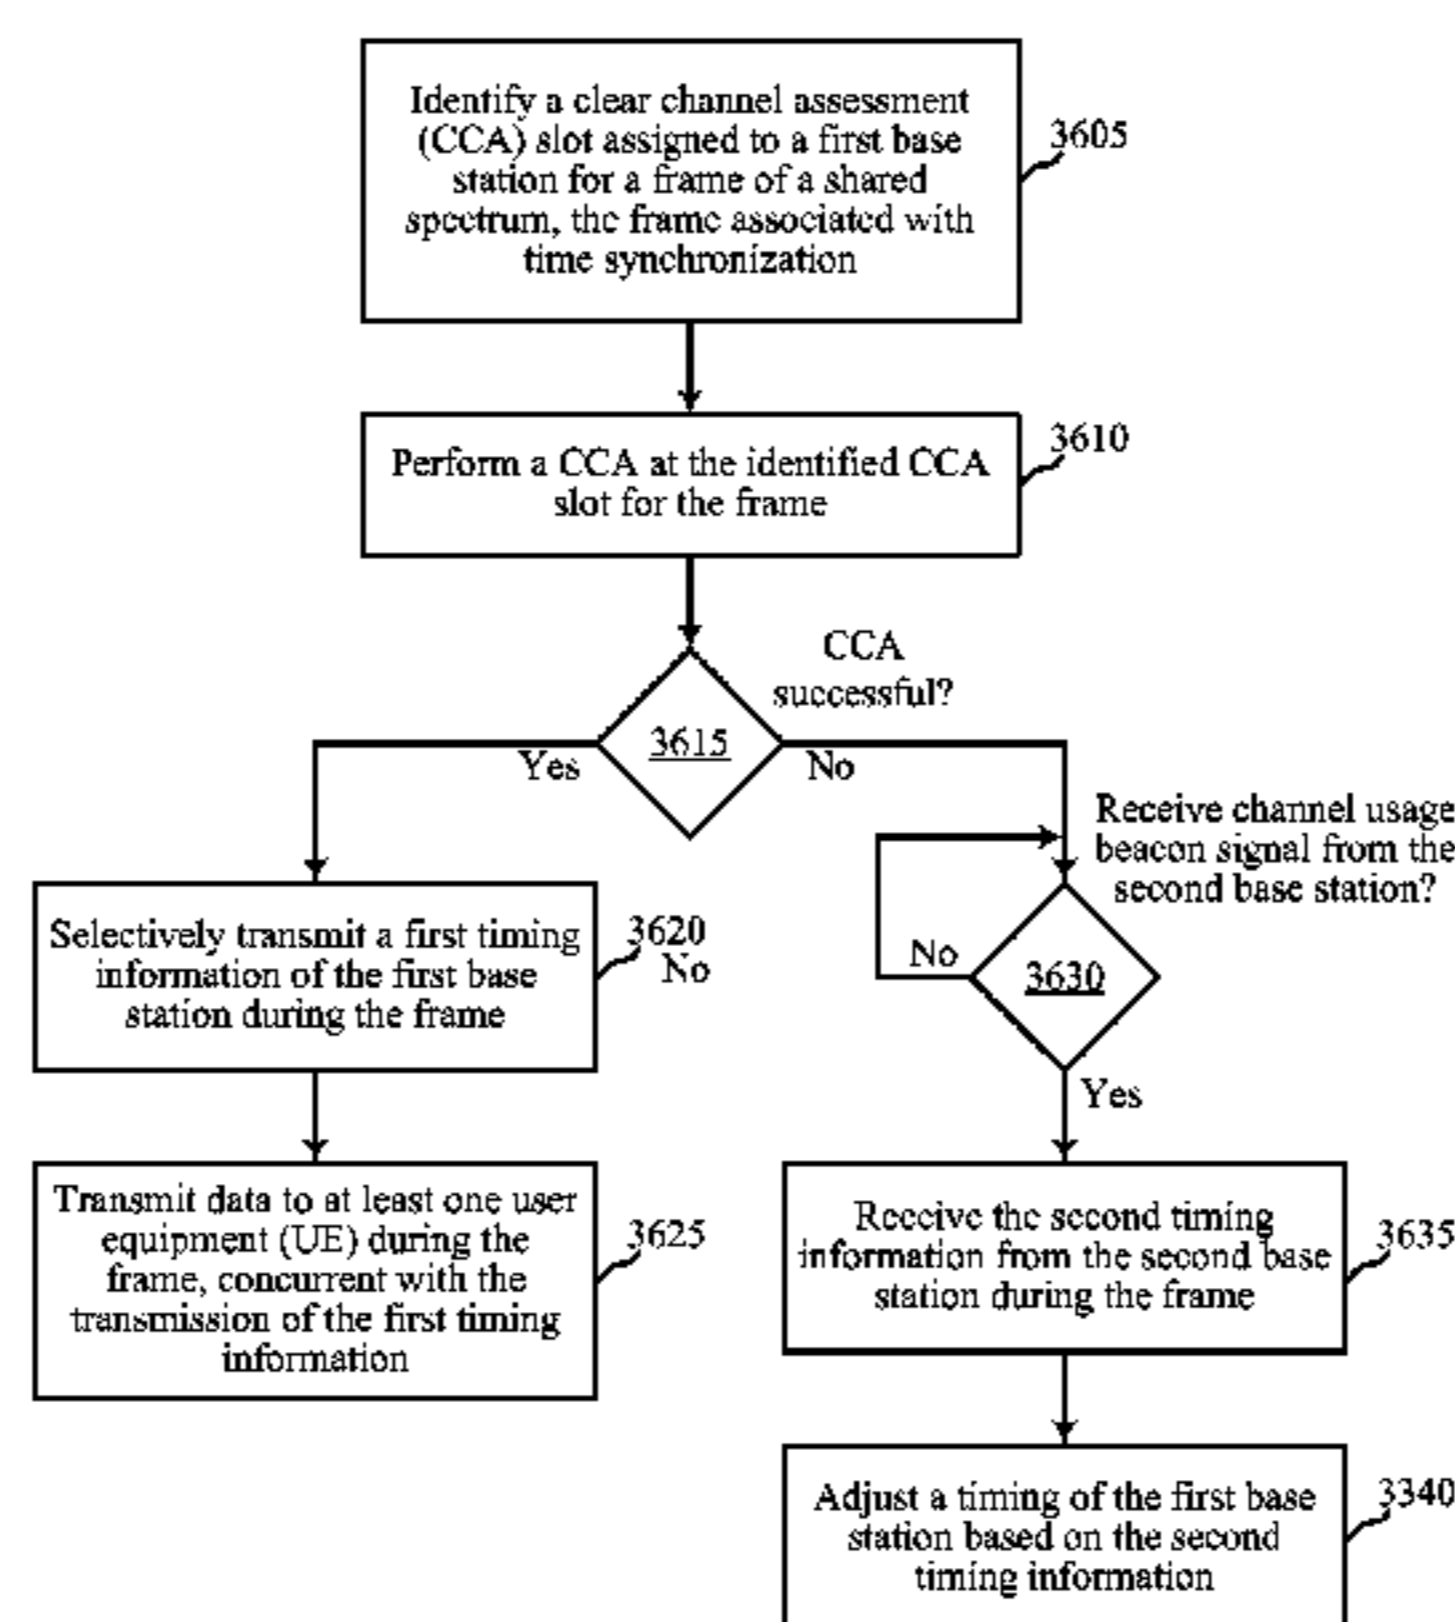 Identify a clear channel assessment
(CCA) slot assigned to a first base
station for a frame of a shared
spectrum, the frame associated with
time synchronization
3605
Perform a CCA at the identified CCA
slot for the frame
3610
CCA
successful?
3615
Yes
No
Receive channel usage
beacon signal from the
second base station?
Selectively transmit a first timing
information of the first base
station during the frame
3620
No
No
3630
Yes
Transmit data to at least one user
equipment (UE) during the
frame, concurrent with the
transmission of the first timing
information
3625
Receive the second timing
information from the second base
station during the frame
3635
Adjust a timing of the first base
station based on the second
timing information
3340